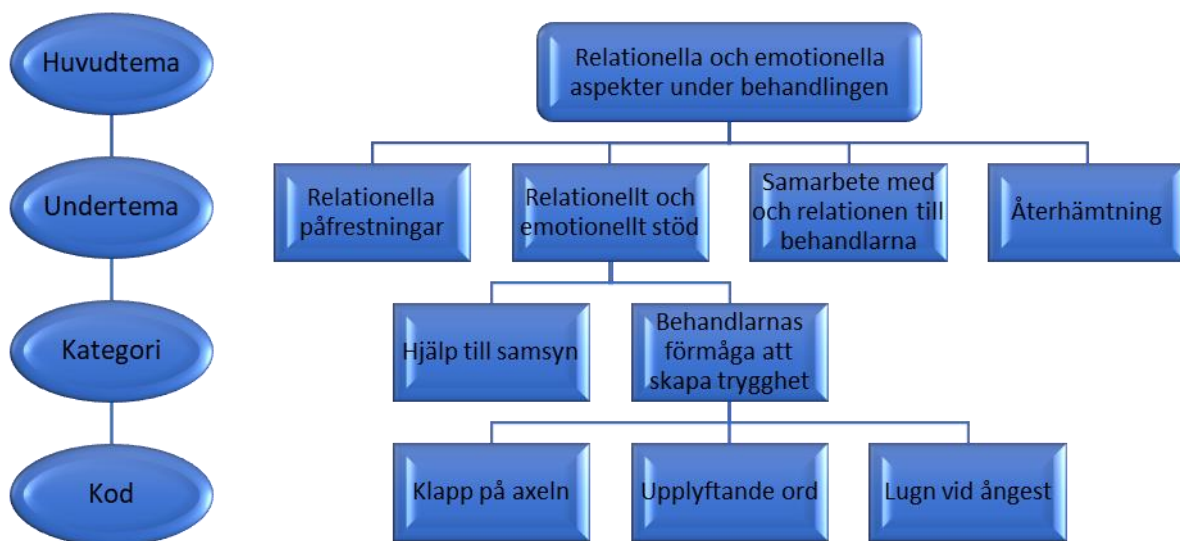 Huvudtema
Relationella och emotionella
aspekter under behandlingen
Undertema
Relationella
påfrestningar
Relationellt och
emotionellt stöd
Samarbete med
och relationen till
behandlarna
Återhämtning
Kategori
Hjälp till samsyn
Behandlarnas
förmåga att
skapa trygghet
Kod
Klapp på axeln
Upplyftande ord
Lugn vid ångest